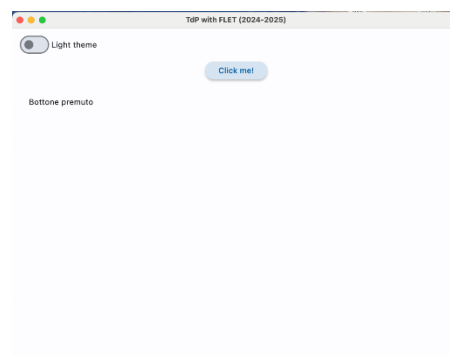 TdP with FLET (2024-2025)
Light theme
Click me!
Bottone premuto